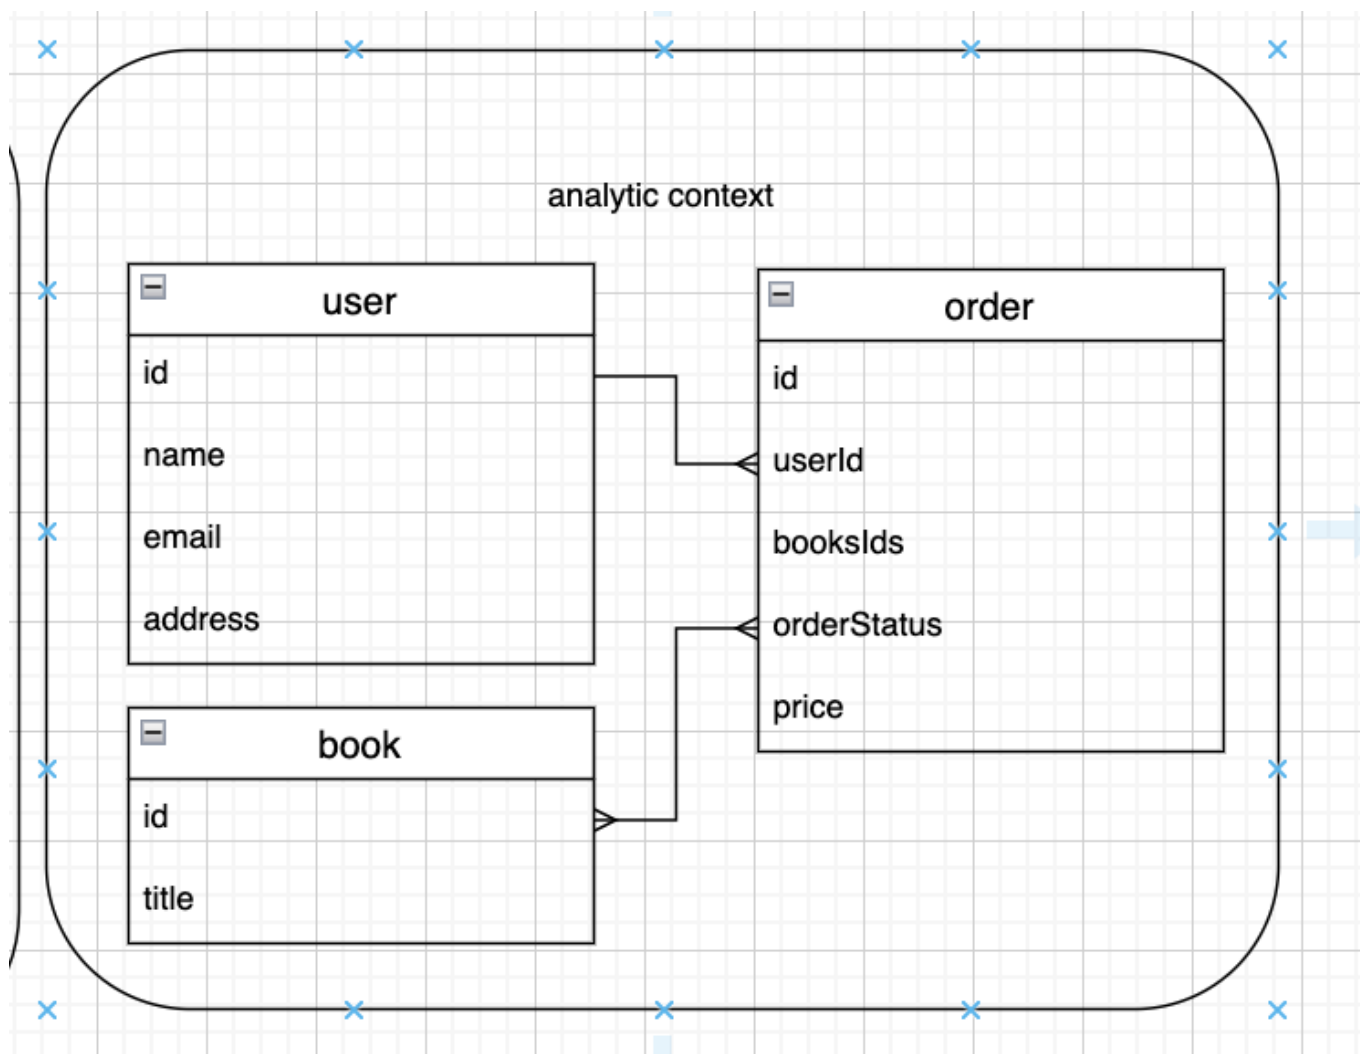 analytic context
user
id
name
email
address
order
id
userId
booksIds
orderStatus
price
book
id
title